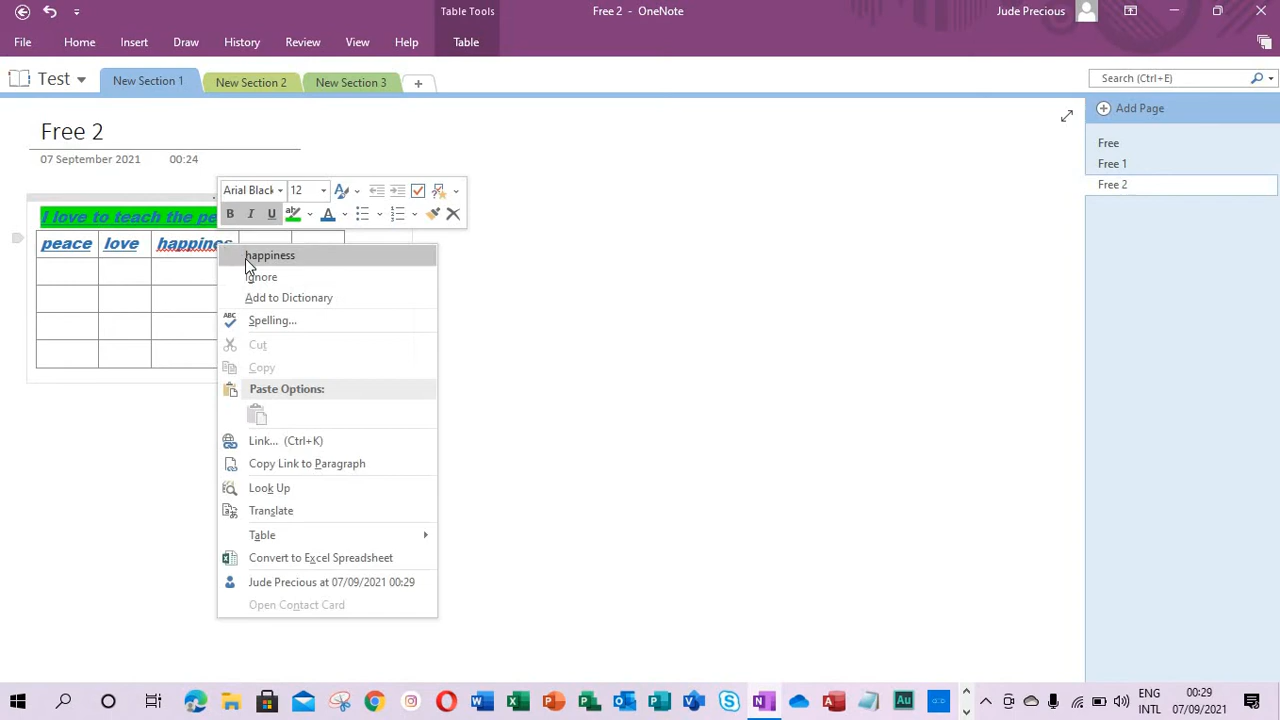 Table Tools
Free 2 - OneNote
Jude Precious
File
Home
Insert
Draw
History
Review
View
Help
Table
Test
New Section 1
New Section 2
New Section 3
Search (Ctrl+E)
Free 2
07 September 2021 00:24
Add Page
Free
Free 1
Free 2
Arial Black 12
B I U
I love to teach the pe
peace love happines
happiness
Ignore
Add to Dictionary
ABC
Spelling...
Cut
Copy
Paste Options:
Link... (Ctrl+K)
Copy Link to Paragraph
Look Up
Translate
Table
Convert to Excel Spreadsheet
Jude Precious at 07/09/2021 00:29
Open Contact Card
ENG
INTL
00:29
07/09/2021